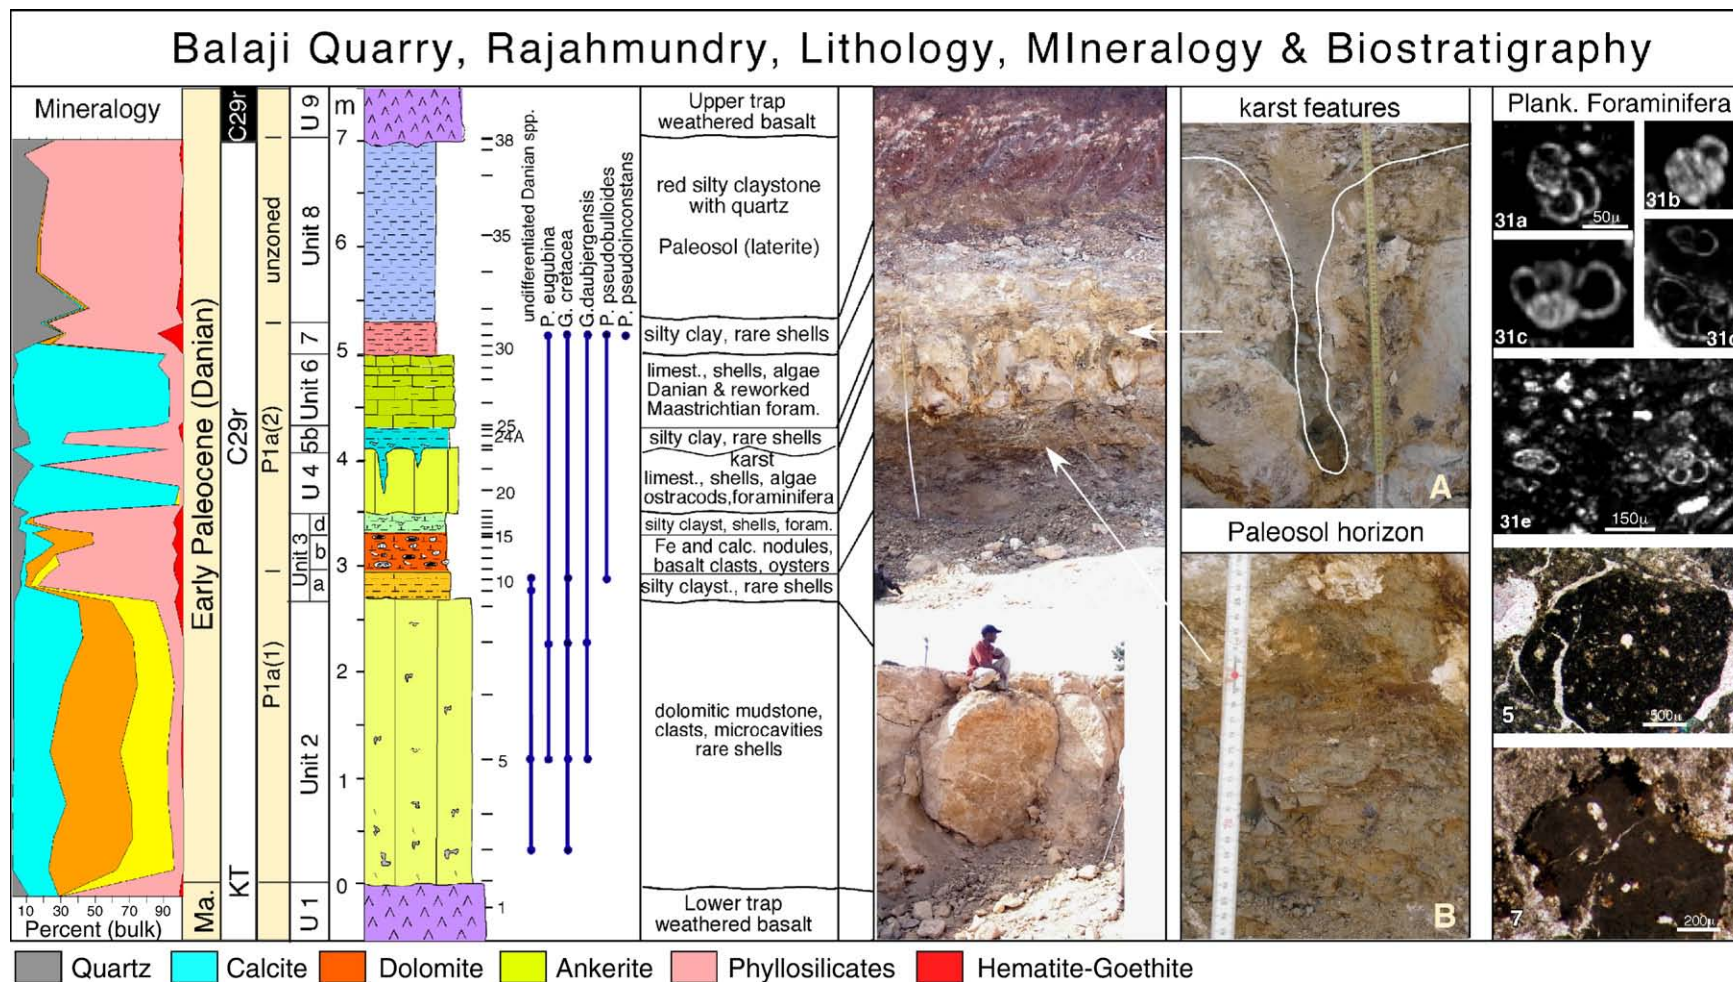 Balaji Quarry, Rajahmundry, Lithology, MIneralogy & Biostratigraphy
Mineralogy
10 30 50 70 90
Percent (bulk)
Ma.
Early Paleocene (Danian)
KT
C29r
C29r
P1a(1)
P1a(2)
unzoned
U 1
Unit 2
Unit 3
a
b
d
U 4
5b
Unit 6
7
Unit 8
U 9
m
7
6
5
4
3
2
1
0
38
35
30
25
24A
20
15
10
5
1
undifferentiated Danian spp.
P. eugubina
G. cretacea
G.daubjergensis
P. pseudobulloides
P. pseudoinconstans
Upper trap
weathered basalt
red silty claystone
with quartz
Paleosol (laterite)
silty clay, rare shells
limest., shells, algae
Danian & reworked
Maastrichtian foram.
silty clay, rare shells
karst
limest., shells, algae
ostracods,foraminifera
silty clayst, shells, foram.
Fe and calc. nodules,
basalt clasts, oysters
silty clayst., rare shells
dolomitic mudstone,
clasts, microcavities
rare shells
Lower trap
weathered basalt
karst features
A
Paleosol horizon
B
Plank. Foraminifera
31a
50µ
31b
31c
31d
31e
150µ
5
500µ
7
200µ
Quartz
Calcite
Dolomite
Ankerite
Phyllosilicates
Hematite-Goethite